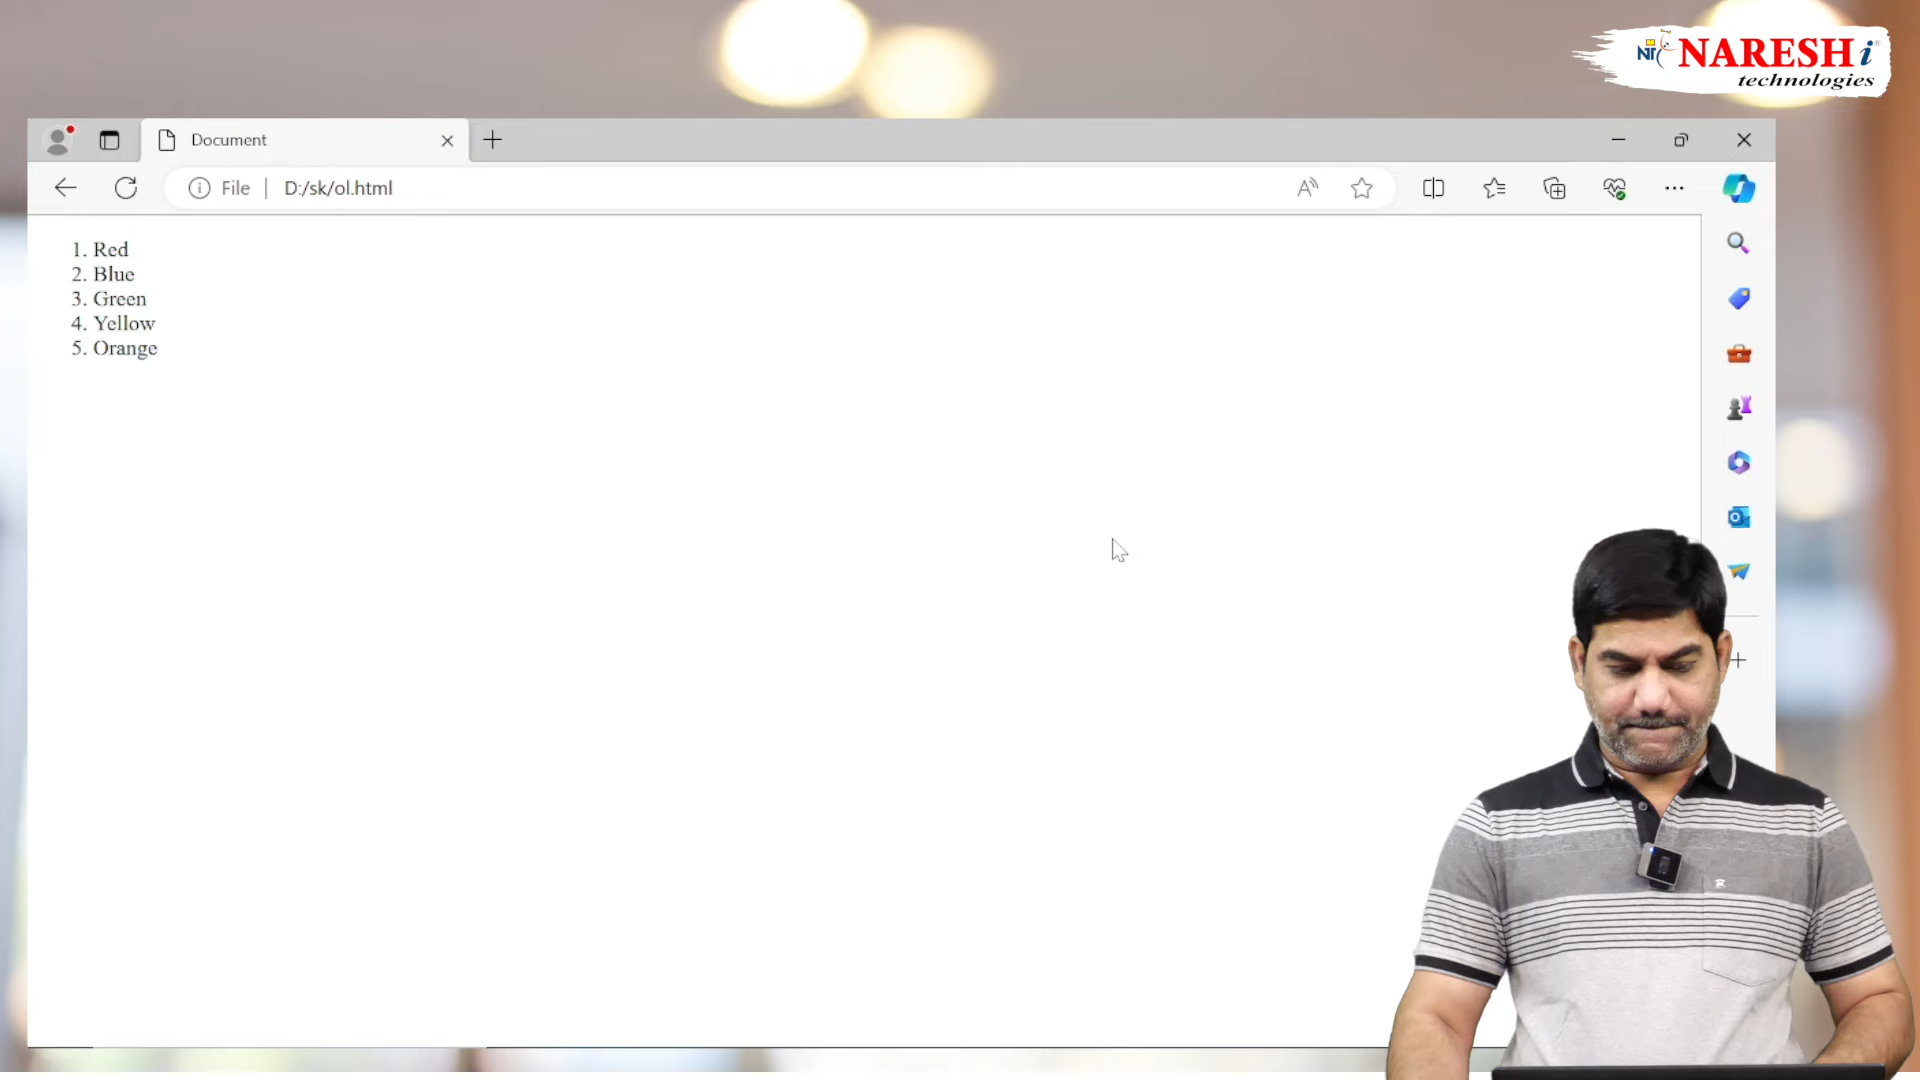 NARESH i
technologies
Document
File D:/sk/ol.html
1. Red
2. Blue
3. Green
4. Yellow
5. Orange